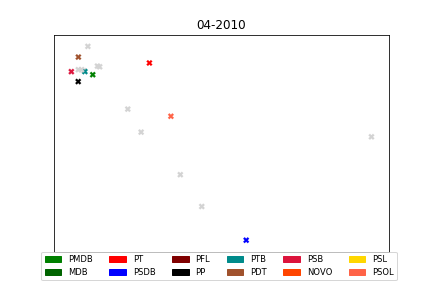 04-2010
PMDB PT PFL PTB PSB PSL
MDB PSDB PP PDT NOVO PSOL